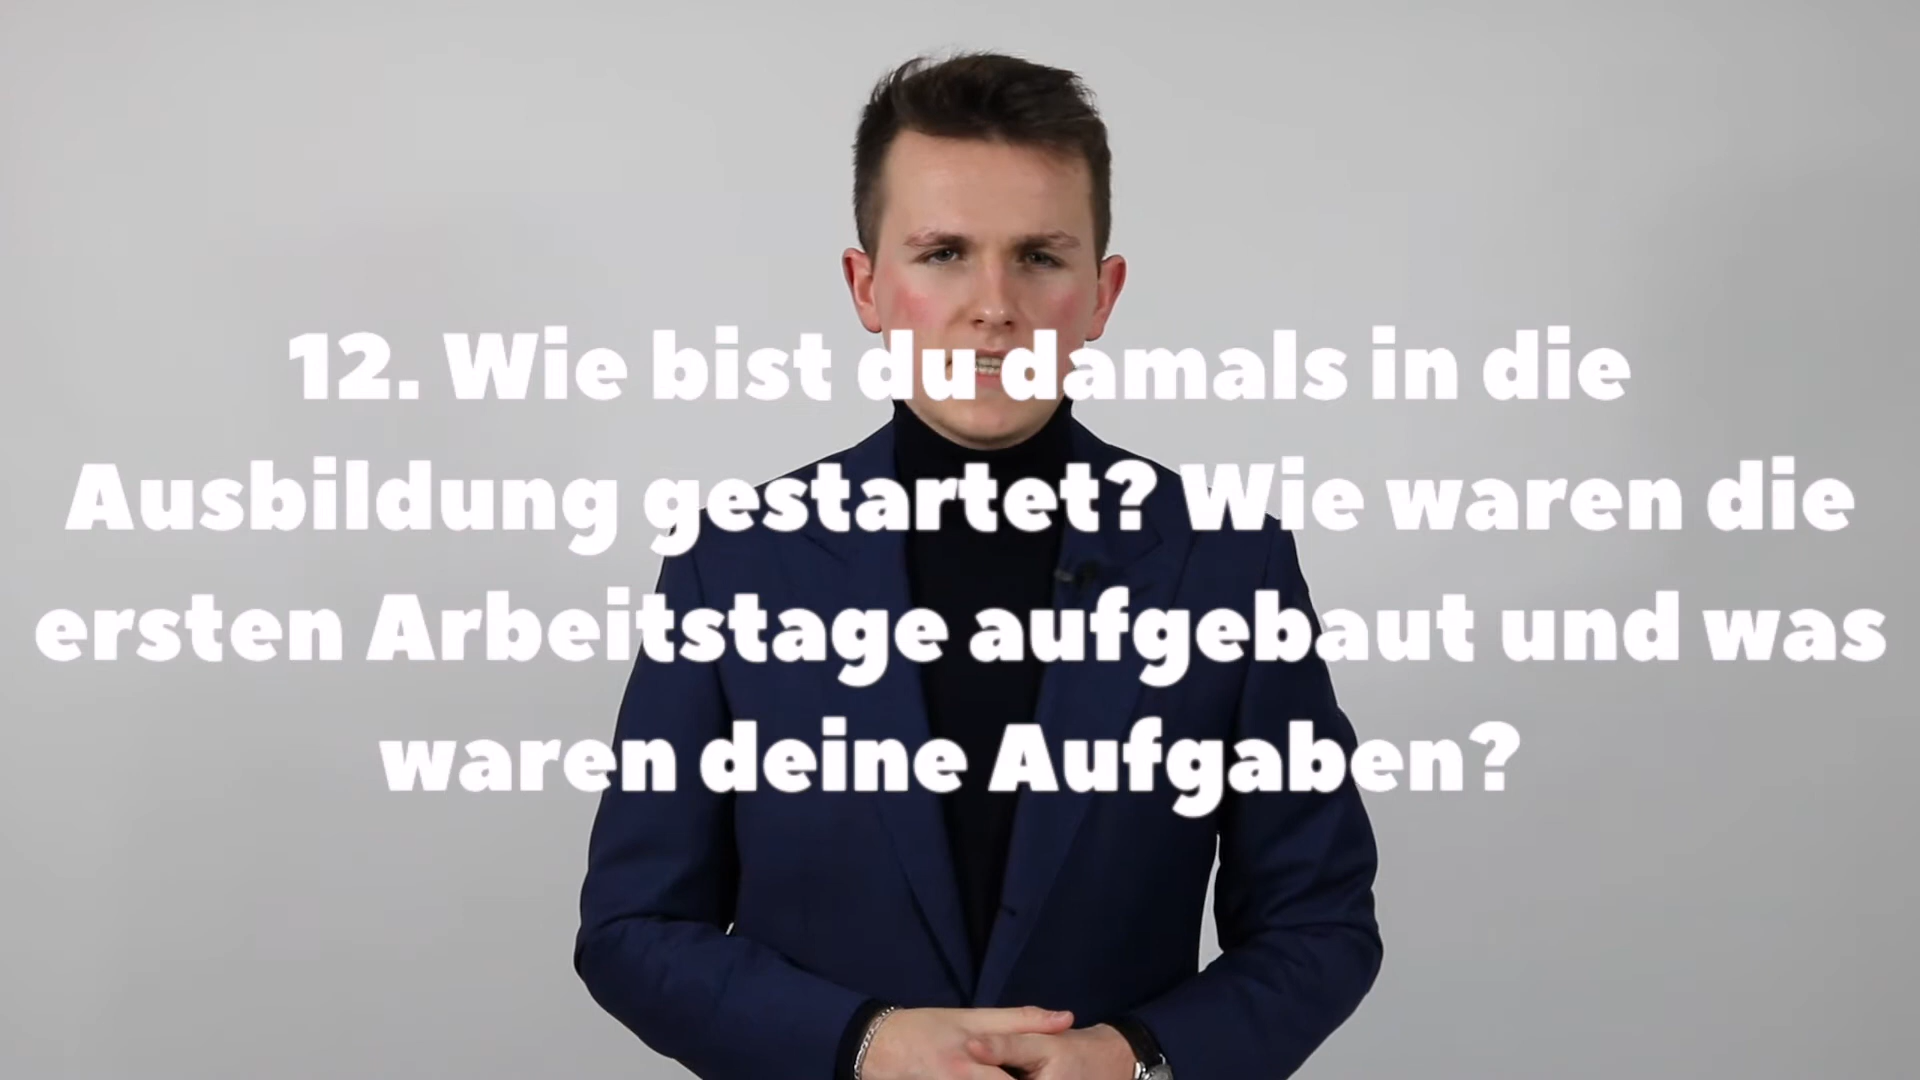 12. Wie bist du damals in die
Ausbildung gestartet? Wie waren die
ersten Arbeitstage aufgebaut und was
waren deine Aufgaben?